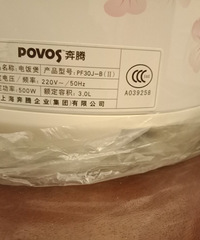 POVOS 奔腾
名称：电饭煲 产品型号：PF30J-B(Ⅱ)
电压/频率：220V～/50Hz
功率：500W 额定容积：3.0L
上海奔腾企业(集团)有限公司
CCC
A039258